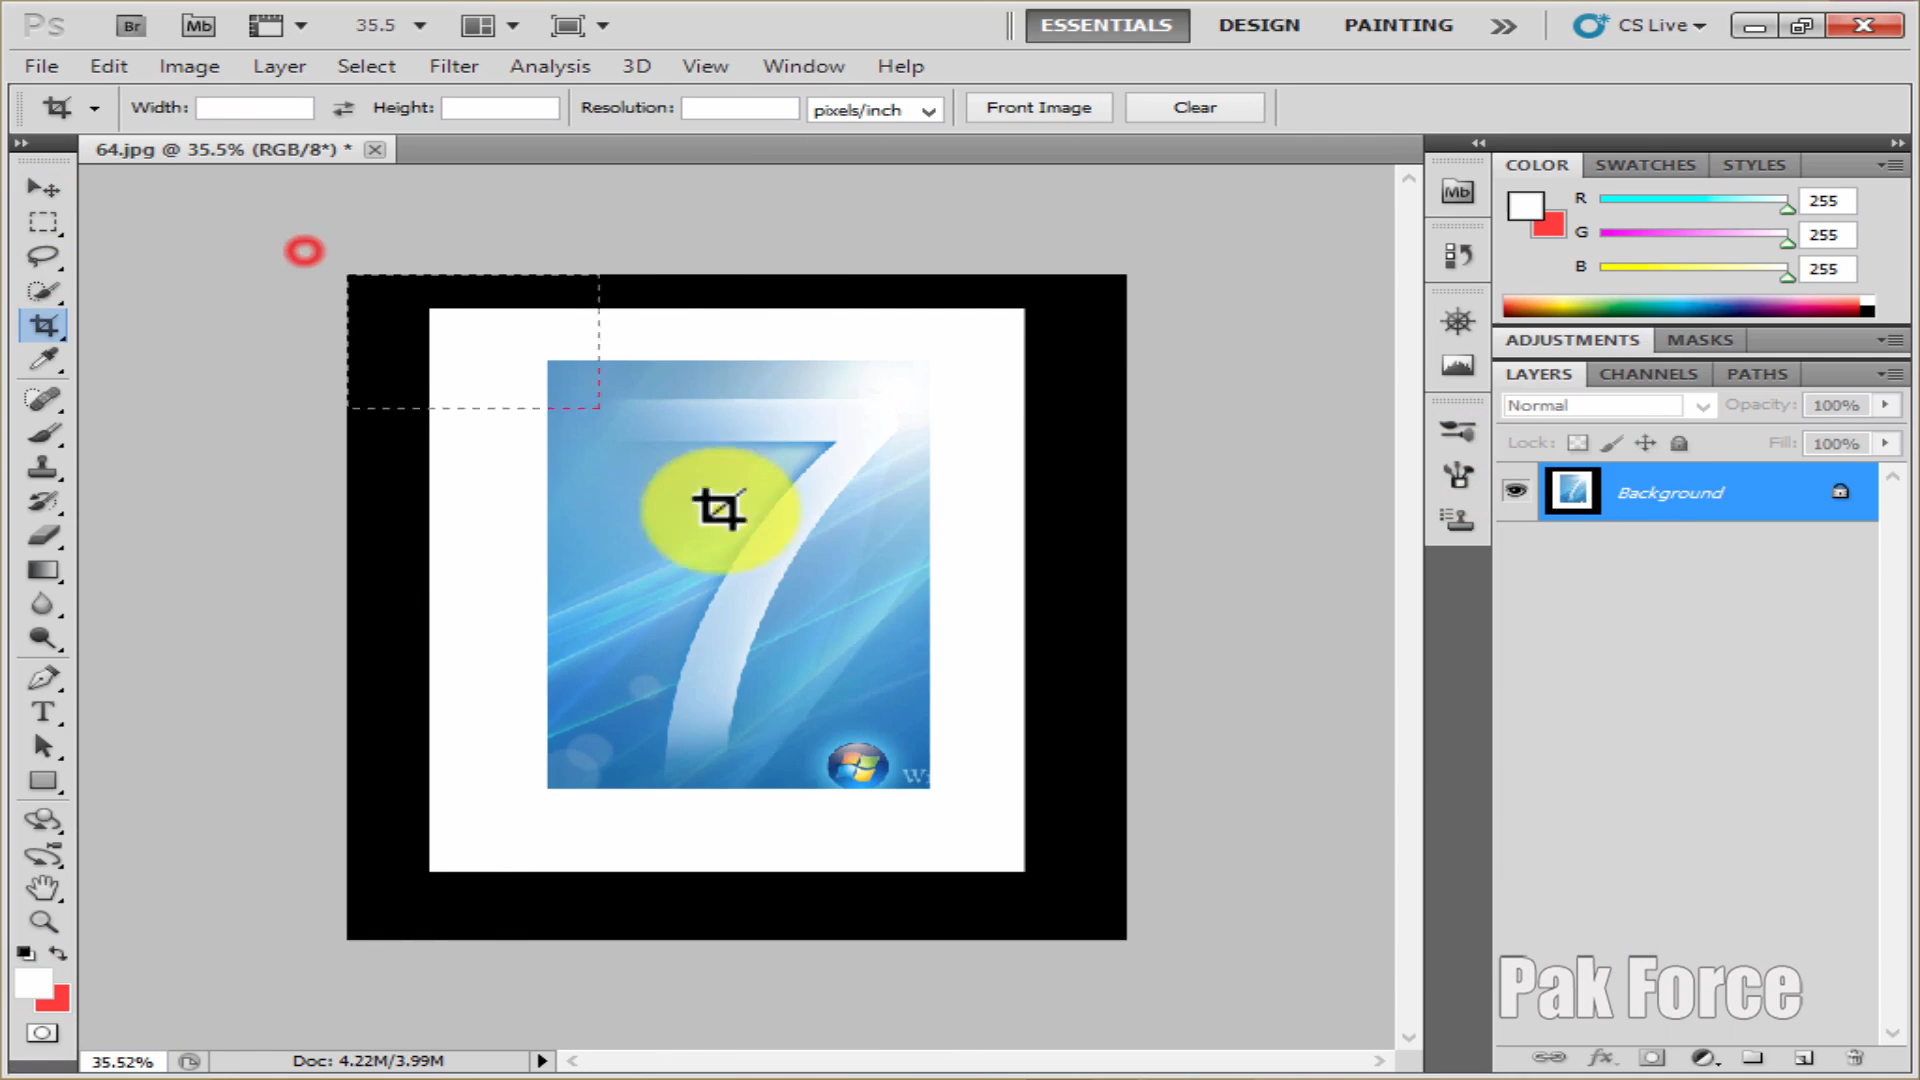 Ps Br Mb 35.5 ESSENTIALS DESIGN PAINTING CS Live
File Edit Image Layer Select Filter Analysis 3D View Window Help
Width: Height: Resolution: pixels/inch Front Image Clear
64.jpg @ 35.5% (RGB/8*) *
COLOR SWATCHES STYLES
Mb
R 255
G 255
B 255
ADJUSTMENTS MASKS
LAYERS CHANNELS PATHS
Normal Opacity: 100%
Lock: Fill: 100%
Background
7
T
Pak Force
fx
35.52% Doc: 4.22M/3.99M